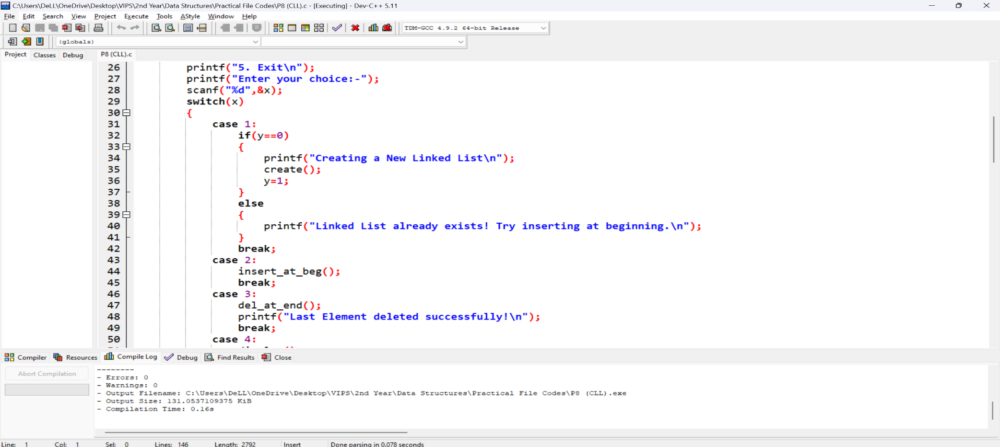 C:\Users\DeLL\OneDrive\Desktop\VIPS\2nd Year\Data Structures\Practical File Codes\P8 (CLL).c - [Executing] - Dev-C++ 5.11
File Edit Search View Project Execute Tools AStyle Window Help
TDM-GCC 4.9.2 64-bit Release
(globals)
Project Classes Debug P8 (CLL).c
26 printf("5. Exit\n");
27 printf("Enter your choice:-");
28 scanf("%d",&x);
29 switch(x)
30 {
31 case 1:
32 if(y==0)
33 {
34 printf("Creating a New Linked List\n");
35 create();
36 y=1;
37 }
38 else
39 {
40 printf("Linked List already exists! Try inserting at beginning.\n");
41 }
42 break;
43 case 2:
44 insert_at_beg();
45 break;
46 case 3:
47 del_at_end();
48 printf("Last Element deleted successfully!\n");
49 break;
50 case 4:
Compiler Resources Compile Log Debug Find Results Close
Abort Compilation
--------
- Errors: 0
- Warnings: 0
- Output Filename: C:\Users\DeLL\OneDrive\Desktop\VIPS\2nd Year\Data Structures\Practical File Codes\P8 (CLL).exe
- Output Size: 131.0537109375 KiB
- Compilation Time: 0.16s
Line: 1 Col: 1 Sel: 0 Lines: 146 Length: 2792 Insert Done parsing in 0.078 seconds